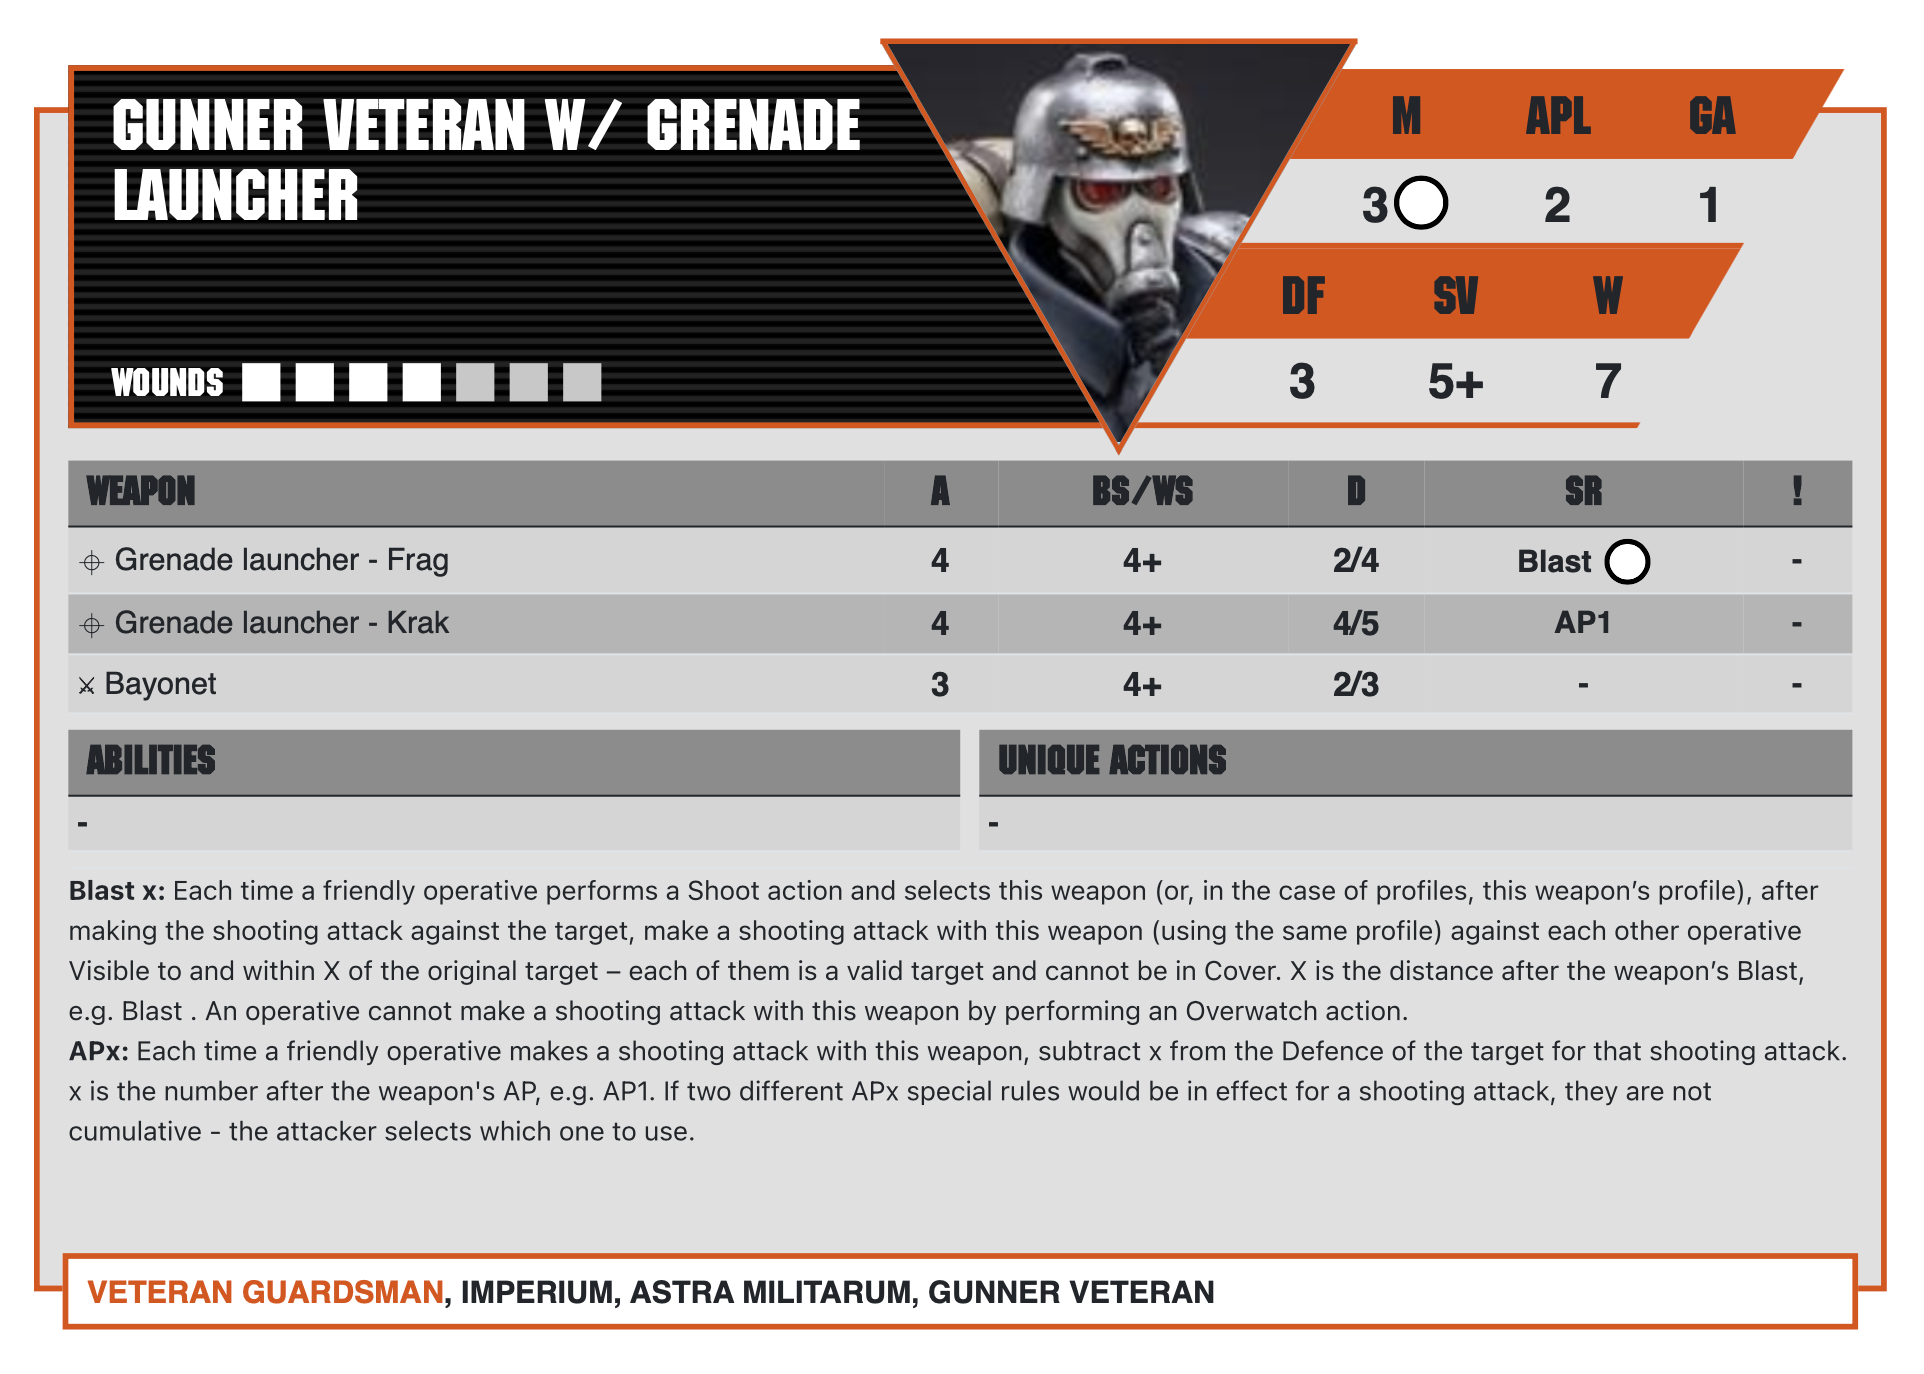 GUNNER VETERAN W/ GRENADE
LAUNCHER
WOUNDS
M APL GA
3 2 1
DF SV W
3 5+ 7
WEAPON A BS/WS D SR !
Grenade launcher - Frag 4 4+ 2/4 Blast -
Grenade launcher - Krak 4 4+ 4/5 AP1 -
Bayonet 3 4+ 2/3 - -
ABILITIES
-
UNIQUE ACTIONS
-
Blast x: Each time a friendly operative performs a Shoot action and selects this weapon (or, in the case of profiles, this weapon’s profile), after
making the shooting attack against the target, make a shooting attack with this weapon (using the same profile) against each other operative
Visible to and within X of the original target – each of them is a valid target and cannot be in Cover. X is the distance after the weapon’s Blast,
e.g. Blast . An operative cannot make a shooting attack with this weapon by performing an Overwatch action.
APx: Each time a friendly operative makes a shooting attack with this weapon, subtract x from the Defence of the target for that shooting attack.
x is the number after the weapon's AP, e.g. AP1. If two different APx special rules would be in effect for a shooting attack, they are not
cumulative - the attacker selects which one to use.
VETERAN GUARDSMAN, IMPERIUM, ASTRA MILITARUM, GUNNER VETERAN